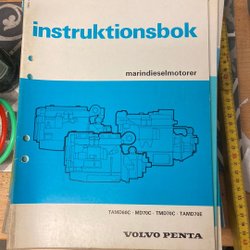 instruktionsbok
marindieselmotorer
TAMD60C · MD70C · TMD70C · TAMD70E
VOLVO PENTA